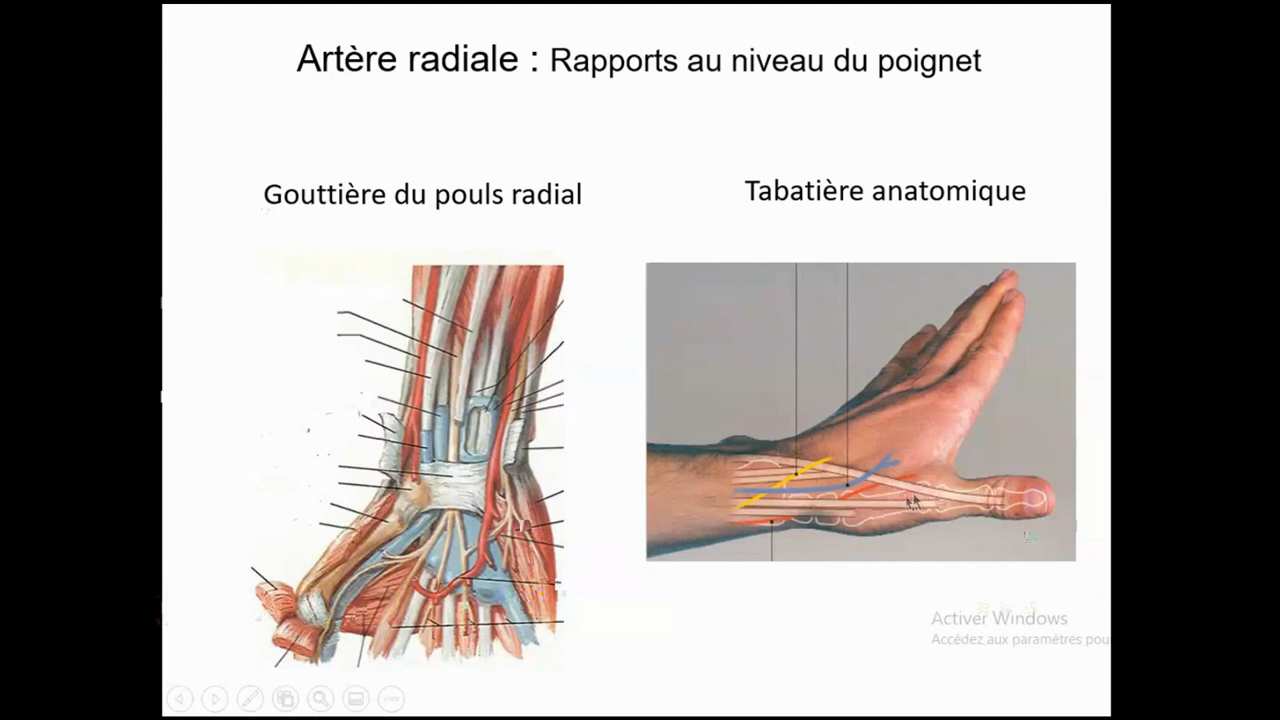 Artère radiale : Rapports au niveau du poignet
Gouttière du pouls radial
Tabatière anatomique
Activer Windows
Accédez aux paramètres pou